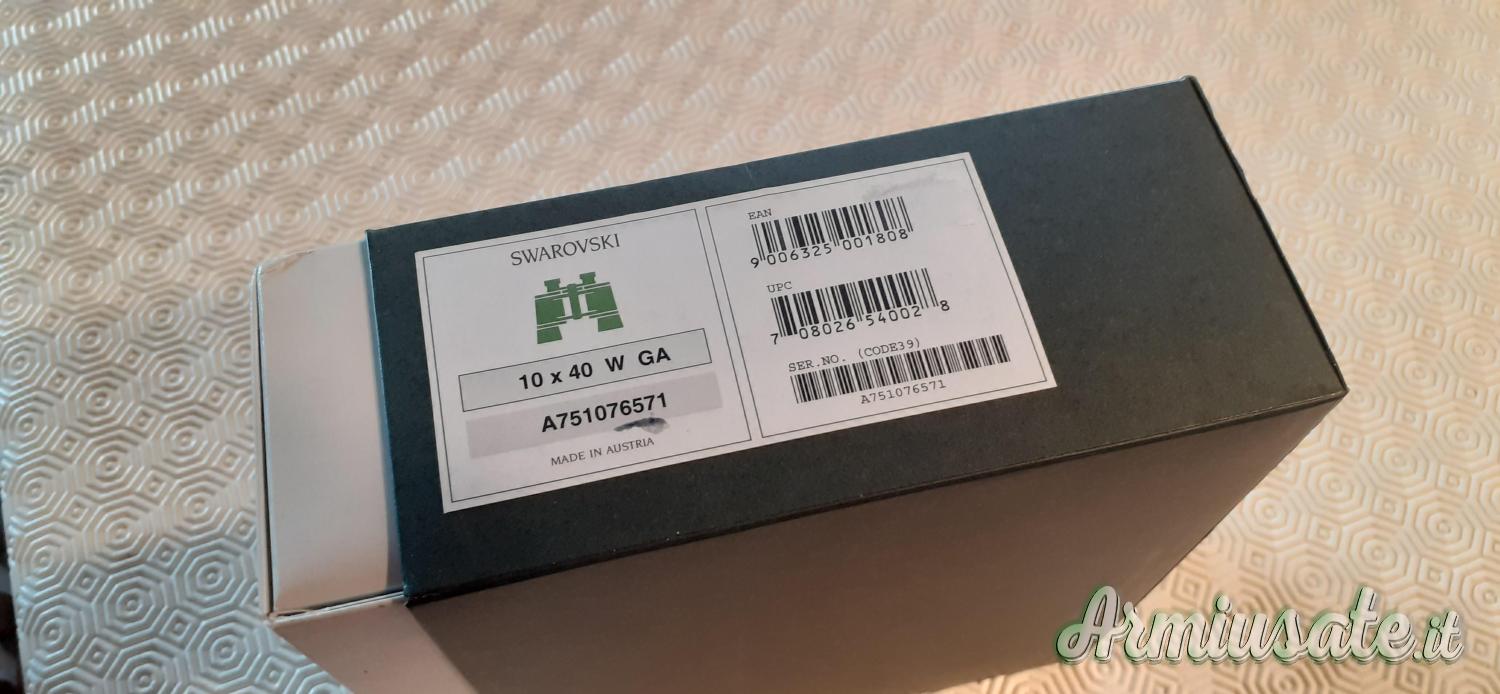 SWAROVSKI
10 x 40 W GA
A751076571
MADE IN AUSTRIA
EAN
9 006325 001808
UPC
7 08026 54002 8
SER.NO. (CODE39)
A751076571
Armiusate.it